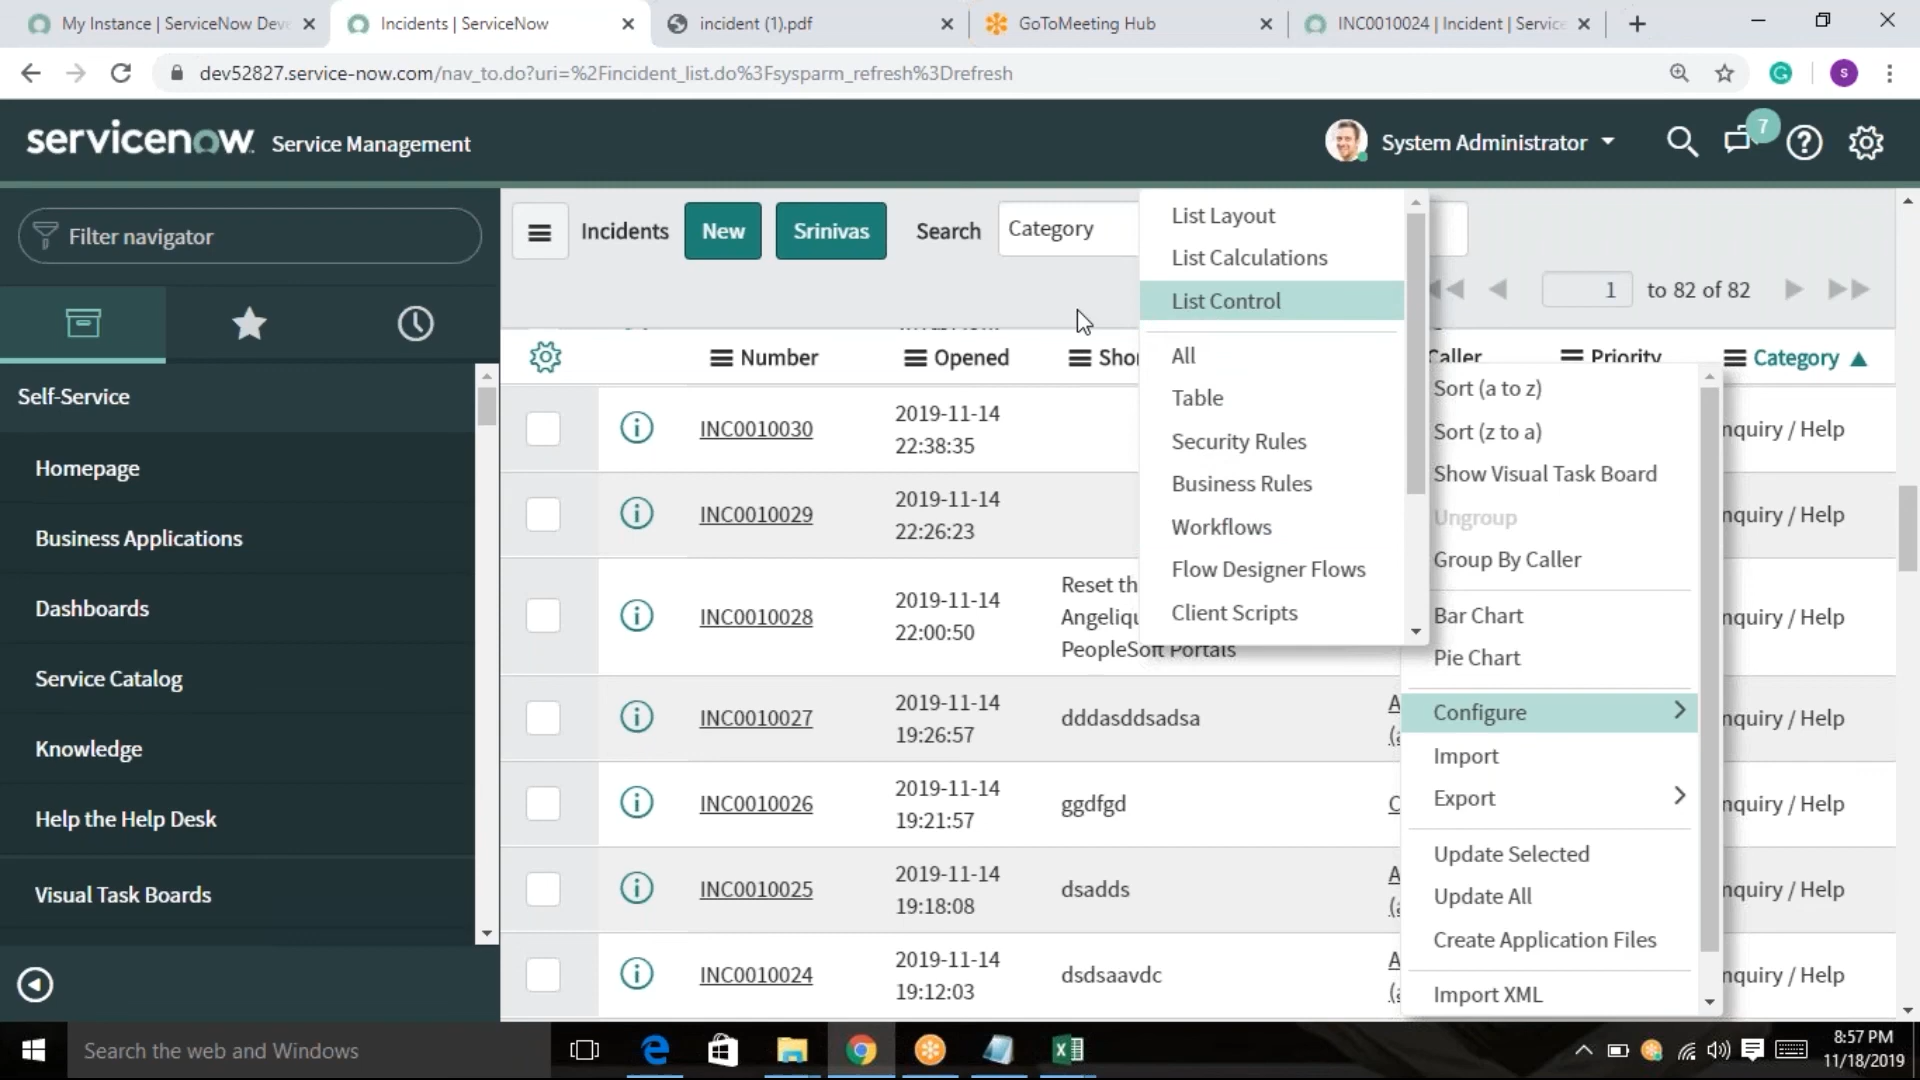 My Instance | ServiceNow Deve
Incidents | ServiceNow
incident (1).pdf
GoToMeeting Hub
INC0010024 | Incident | Service
dev52827.service-now.com/nav_to.do?uri=%2Fincident_list.do%3Fsysparm_refresh%3Drefresh
S
servicenow Service Management
System Administrator
7
Filter navigator
Self-Service
Homepage
Business Applications
Dashboards
Service Catalog
Knowledge
Help the Help Desk
Visual Task Boards
Incidents New Srinivas Search Category
1 to 82 of 82
Number Opened Shor Caller Priority Category
INC0010030 2019-11-14 22:38:35 nquiry / Help
INC0010029 2019-11-14 22:26:23 nquiry / Help
INC0010028 2019-11-14 22:00:50 Reset th
Angeliqu
PeopleSoft Portals
nquiry / Help
INC0010027 2019-11-14 19:26:57 dddasddsadsa A (a nquiry / Help
INC0010026 2019-11-14 19:21:57 ggdfgd C nquiry / Help
INC0010025 2019-11-14 19:18:08 dsadds A (a nquiry / Help
INC0010024 2019-11-14 19:12:03 dsdsaavdc A (a nquiry / Help
List Layout
List Calculations
List Control
All
Table
Security Rules
Business Rules
Workflows
Flow Designer Flows
Client Scripts
Sort (a to z)
Sort (z to a)
Show Visual Task Board
Ungroup
Group By Caller
Bar Chart
Pie Chart
Configure
Import
Export
Update Selected
Update All
Create Application Files
Import XML
Search the web and Windows
8:57 PM
11/18/2019